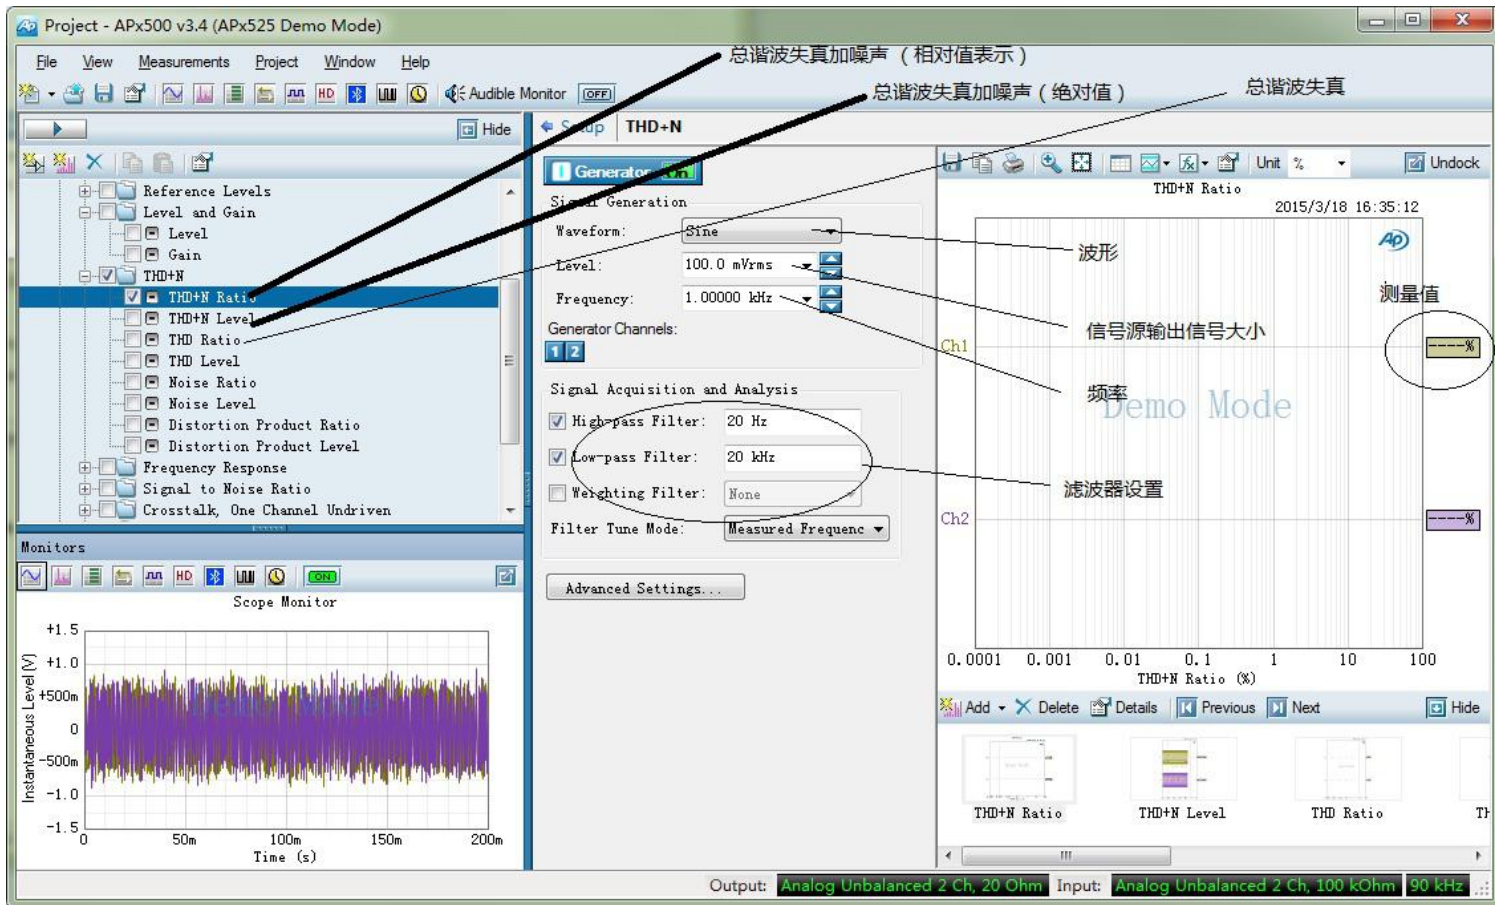 Project - APx500 v3.4 (APx525 Demo Mode)
File View Measurements Project Window Help
总谐波失真加噪声（相对值表示）
总谐波失真加噪声（绝对值）
总谐波失真
HD
Audible Monitor OFF
Hide
Setup THD+N
Reference Levels
Level and Gain
Level
Gain
THD+N
THD+N Ratio
THD+N Level
THD Ratio
THD Level
Noise Ratio
Noise Level
Distortion Product Ratio
Distortion Product Level
Frequency Response
Signal to Noise Ratio
Crosstalk, One Channel Undriven
Generator On
Signal Generation
Waveform: Sine
Level: 100.0 mVrms
Frequency: 1.00000 kHz
Generator Channels:
1 2
Signal Acquisition and Analysis
High-pass Filter: 20 Hz
Low-pass Filter: 20 kHz
Weighting Filter: None
Filter Tune Mode: Measured Frequenc
Advanced Settings...
Unit % Undock
THD+N Ratio
2015/3/18 16:35:12
AP
波形
测量值
信号源输出信号大小
Ch1 ----%
频率
Demo Mode
滤波器设置
Ch2 ----%
0.0001 0.001 0.01 0.1 1 10 100
THD+N Ratio (%)
Add Delete Details Previous Next Hide
THD+N Ratio THD+N Level THD Ratio TH
Monitors
HD ON
Scope Monitor
Instantaneous Level (V)
+1.5
+1.0
+500m
0
-500m
-1.0
-1.5
Demo Mode
0 50m 100m 150m 200m
Time (s)
Output: Analog Unbalanced 2 Ch, 20 Ohm Input: Analog Unbalanced 2 Ch, 100 kOhm 90 kHz